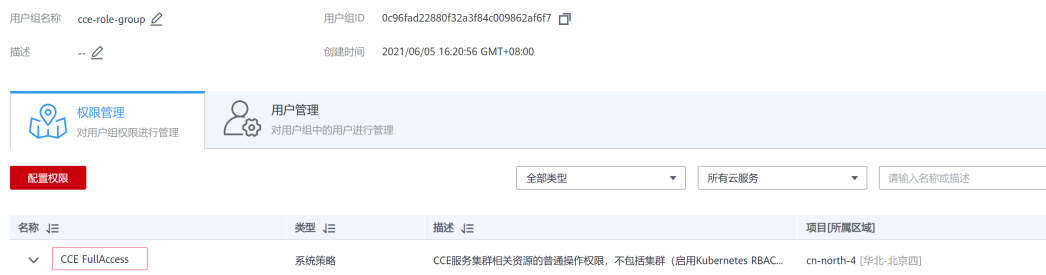 用户组名称 cce-role-group 用户组ID 0c96fad22880f32a3f84c009862af6f7
描述 -- 创建时间 2021/06/05 16:20:56 GMT+08:00
权限管理 用户管理
对用户组权限进行管理 对用户组中的用户进行管理
配置权限 全部类型 所有云服务 请输入名称或描述
名称 类型 描述 项目[所属区域]
CCE FullAccess 系统策略 CCE服务集群相关资源的普通操作权限，不包括集群（启用Kubernetes RBAC... cn-north-4 [华北-北京四]